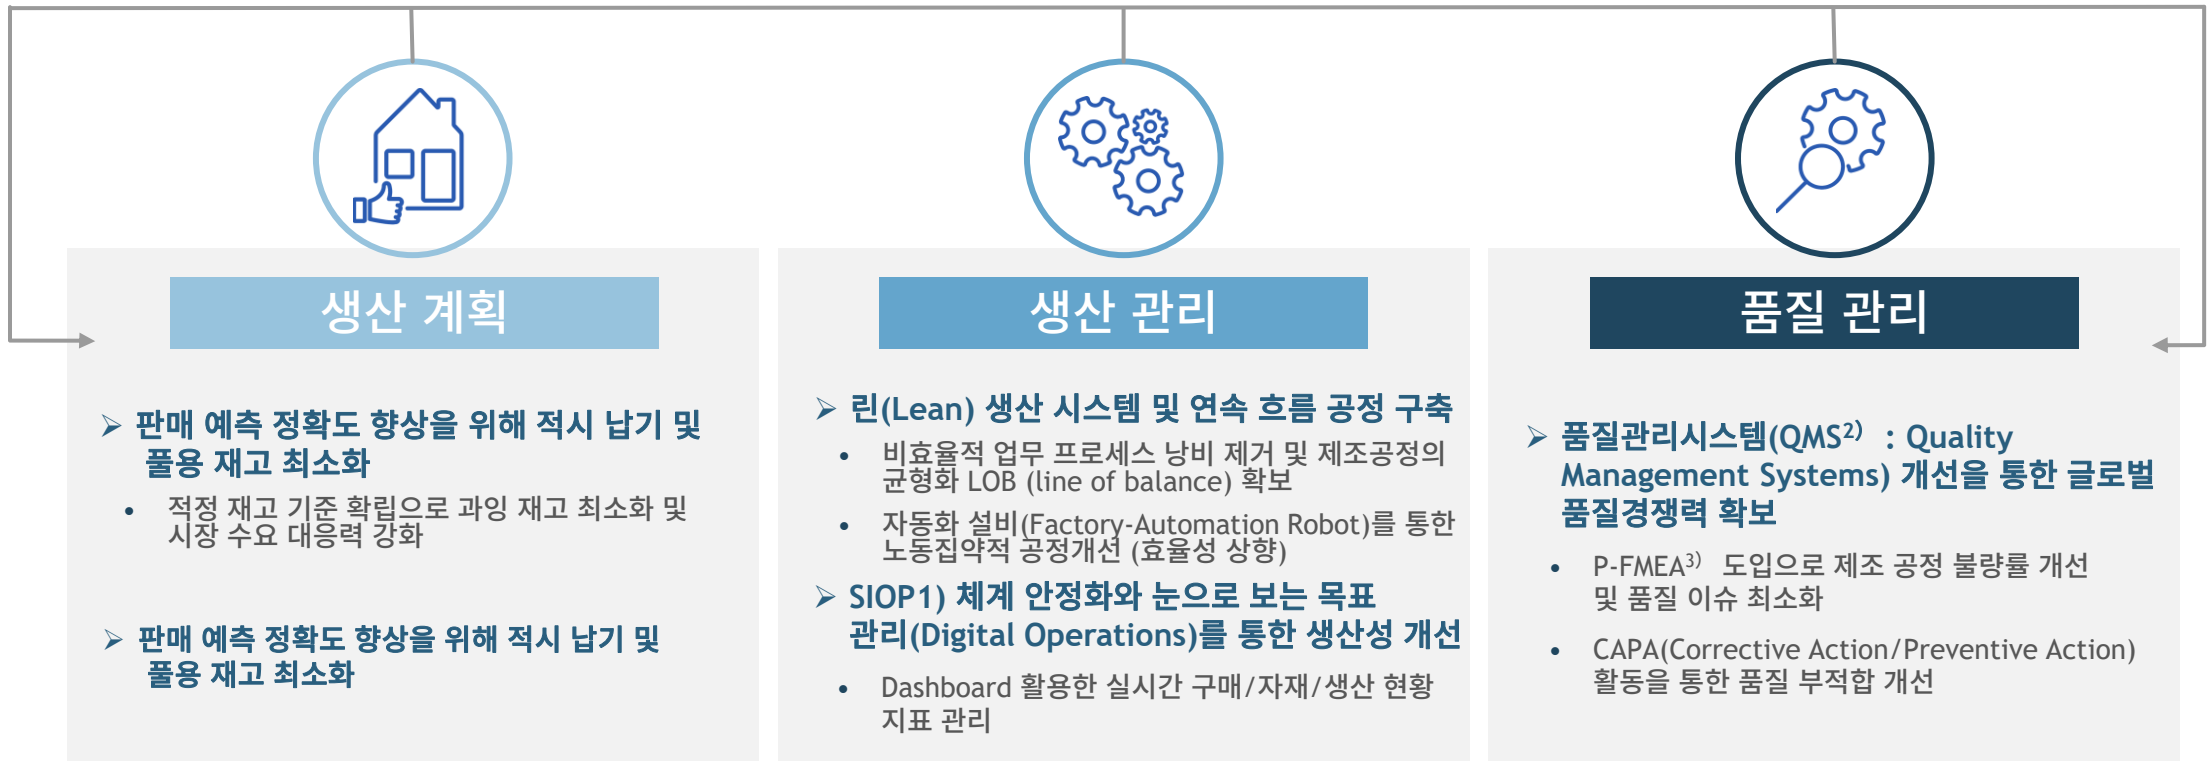 생산 계획
판매 예측 정확도 향상을 위해 적시 납기 및
풀용 재고 최소화
적정 재고 기준 확립으로 과잉 재고 최소화 및
시장 수요 대응력 강화
판매 예측 정확도 향상을 위해 적시 납기 및
풀용 재고 최소화
생산 관리
린(Lean) 생산 시스템 및 연속 흐름 공정 구축
비효율적 업무 프로세스 낭비 제거 및 제조공정의
균형화 LOB (line of balance) 확보
자동화 설비(Factory-Automation Robot)를 통한
노동집약적 공정개선 (효율성 상향)
SIOP1) 체계 안정화와 눈으로 보는 목표
관리(Digital Operations)를 통한 생산성 개선
Dashboard 활용한 실시간 구매/자재/생산 현황
지표 관리
품질 관리
품질관리시스템(QMS2) : Quality
Management Systems) 개선을 통한 글로벌
품질경쟁력 확보
P-FMEA3) 도입으로 제조 공정 불량률 개선
및 품질 이슈 최소화
CAPA(Corrective Action/Preventive Action)
활동을 통한 품질 부적합 개선